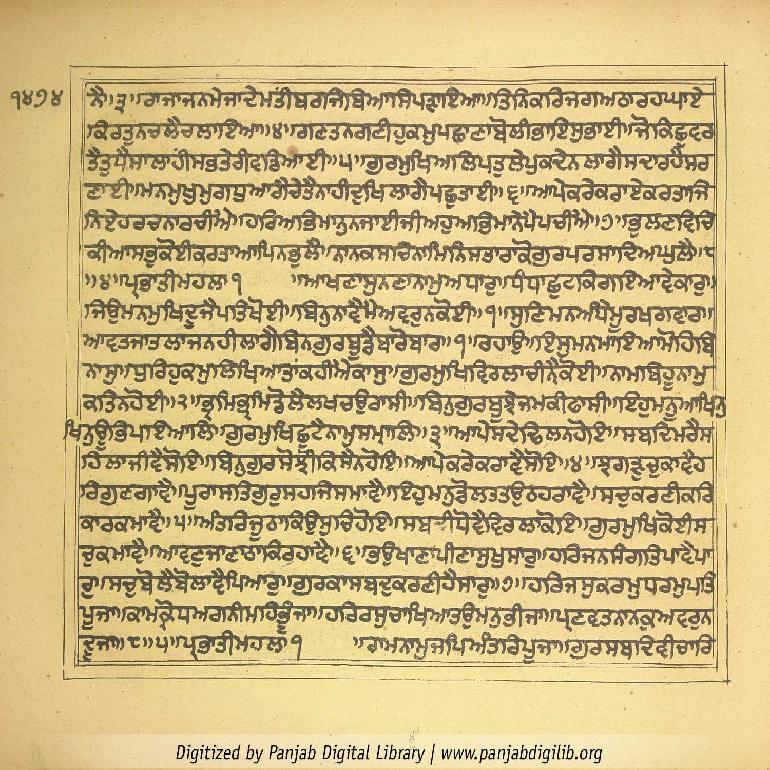 ੧੪੭੪
ਨੈ॥੩॥ਰਾਜਾਜਨਮੇਜਾਦੇਮਤੀਬਰਜਿਬਿਆਸਿਪੜਾਇਆ॥ਤਿਨਿਕਰਿਜਗਅਠਾਰਹਘਾਏ
ਕਿਰਤੁਨਚਲੈਚਲਾਇਆ॥੪॥ਗਣਤਨਗਣੀਹੁਕਮੁਪਛਾਣਾਬੋਲੀਭਾਇਸੁਭਾਈ॥ਜੋਕਿਛੁਵਰ
ਤੈਤੁਧੈਸਾਲਾਹੀਸਭਤੇਰੀਵਡਿਆਈ॥੫॥ਗੁਰਮੁਖਿਅਲਿਪਤੁਲੇਪੁਕਦੇਨਲਾਗੈਸਦਾਰਹੈਸਰ
ਣਾਈ॥ਮਨਮੁਖੁਮੁਗਧੁਆਗੈਚੇਤੈਨਾਹੀਦੁਖਿਲਾਗੈਪਛੁਤਾਈ॥੬॥ਆਪੇਕਰੇਕਰਾਏਕਰਤਾਜਿ
ਨਿਏਹਰਚਨਾਰਚੀਐ॥ਹਰਿਅਭਿਮਾਨੁਨਜਾਈਜੀਅਹੁਅਭਿਮਾਨੇਪੈਪਚੀਐ॥੭॥ਭੁਲਣਵਿਚਿ
ਕੀਆਸਭੁਕੋਈਕਰਤਾਆਪਿਨਭੁਲੈ॥ਨਾਨਕਸਚਿਨਾਮਿਨਿਸਤਾਰਾਕੋਗੁਰਪਰਸਾਦਿਅਘੁਲੈ॥੮
॥੪॥ਪ੍ਰਭਾਤੀਮਹਲਾ੧ ॥ਆਖਣਾਸੁਨਣਾਨਾਮੁਅਧਾਰੁ॥ਧੰਧਾਛੁਟਕਿਗਇਆਵੇਕਾਰੁ॥
ਜਿਉਮਨਮੁਖਿਦੂਜੈਪਤਿਖੋਈ॥ਬਿਨੁਨਾਵੈਮੈਅਵਰੁਨਕੋਈ॥੧॥ਸੁਣਿਮਨਅੰਧੇਮੂਰਖਗਵਾਰ॥
ਆਵਤਜਾਤਲਾਜਨਹੀਲਾਗੈਬਿਨੁਗੁਰਬੂਡੈਬਾਰੋਬਾਰ॥੧॥ਰਹਾਉ॥ਇਸੁਮਨਮਾਇਆਮੋਹਿਬਿ
ਨਾਸੁ॥ਧੁਰਿਹੁਕਮੁਲਿਖਿਆਤਾਂਕਹੀਐਕਾਸੁ॥ਗੁਰਮੁਖਿਵਿਰਲਾਚੀਨੈਕੋਈ॥ਨਾਮਬਿਹੂਨਾਮੁ
ਕਤਿਨਹੋਈ॥੨॥ਭ੍ਰਮਿਭ੍ਰਮਿਡੋਲੈਲਖਚਉਰਾਸੀ॥ਬਿਨੁਗੁਰਬੂਝੇਜਮਕੀਫਾਸੀ॥ਇਹੁਮਨੂਆਖਿਨੁ
ਖਿਨੁਊਭਿਪਇਆਲਿ॥ਗੁਰਮੁਖਿਛੂਟੈਨਾਮੁਸਮ੍ਹਾਲਿ॥੩॥ਆਪੇਸਦੇਢਿਲਨਹੋਇ॥ਸਬਦਿਮਰੈਸ
ਹਿਲਾਜੀਵੈਸੋਇ॥ਬਿਨੁਗੁਰਸੋਝੀਕਿਸੈਨਹੋਇ॥ਆਪੇਕਰੇਕਰਾਵੈਸੋਇ॥੪॥ਝਗੜੁਚੁਕਾਵੈਹ
ਰਿਗੁਣਗਾਵੈ॥ਪੂਰਾਸਤਿਗੁਰੁਸਹਜਿਸਮਾਵੈ॥ਇਹੁਮਨੁਡੋਲਤਤਉਠਹਰਾਵੈ॥ਸਚੁਕਰਣੀਕਰਿ
ਕਾਰਕਮਾਵੈ॥੫॥ਅੰਤਰਿਜੂਠਾਕਿਉਸੁਚਿਹੋਇ॥ਸਬਦੀਧੋਵੈਵਿਰਲਾਕੋਇ॥ਗੁਰਮੁਖਿਕੋਈਸ
ਚੁਕਮਾਵੈ॥ਆਵਣੁਜਾਣਾਠਾਕਿਰਹਾਵੈ॥੬॥ਭਉਖਾਣਾਪੀਣਾਸੁਖੁਸਾਰੁ॥ਹਰਿਜਨਸੰਗਤਿਪਾਵੈਪਾ
ਰੁ॥ਸਚੁਬੋਲੈਬੋਲਾਵੈਪਿਆਰੁ॥ਗੁਰਕਾਸਬਦੁਕਰਣੀਹੈਸਾਰੁ॥੭॥ਹਰਿਜਸੁਕਰਮੁਧਰਮੁਪਤਿ
ਪੂਜਾ॥ਕਾਮਕ੍ਰੋਧਅਗਨੀਮਹਿਭੂੰਜਾ॥ਹਰਿਰਸੁਚਾਖਿਆਤਉਮਨੁਭੀਜਾ॥ਪ੍ਰਣਵਤਨਾਨਕੁਅਵਰੁਨ
ਦੂਜਾ॥੮॥੫॥ਪ੍ਰਭਾਤੀਮਹਲਾ੧ ॥ਰਾਮਨਾਮੁਜਪਿਅੰਤਰਿਪੂਜਾ॥ਗੁਰਸਬਦਿਵੀਚਾਰਿ
Digitized by Panjab Digital Library | www.panjabdigilib.org